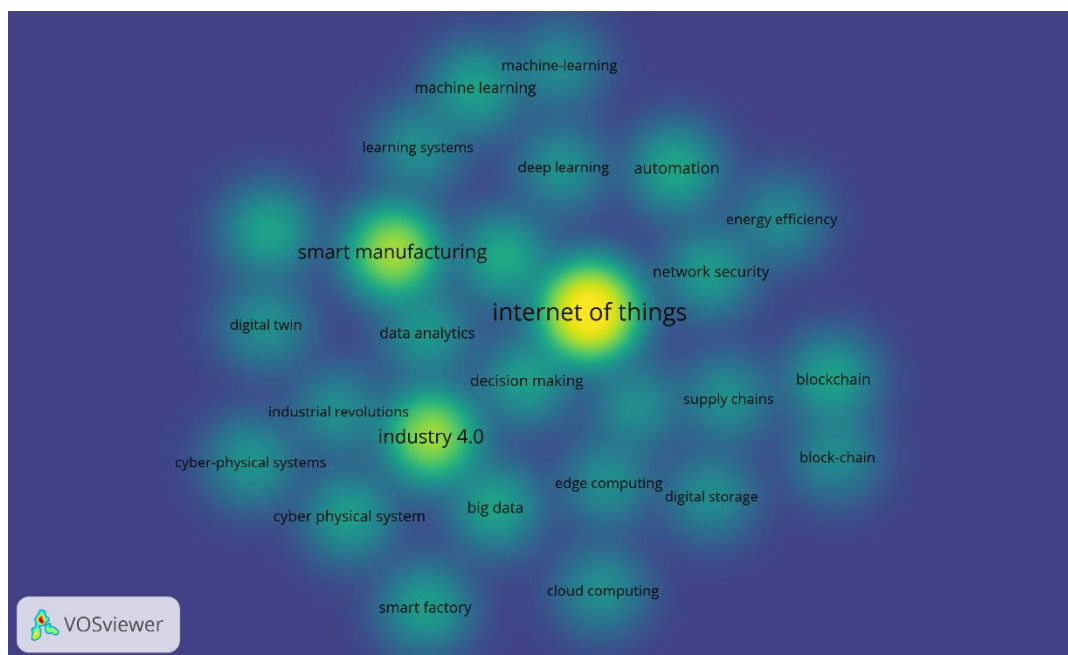 machine-learning
machine learning
learning systems
deep learning
automation
energy efficiency
smart manufacturing
network security
internet of things
digital twin
data analytics
decision making
blockchain
supply chains
industrial revolutions
industry 4.0
cyber-physical systems
block-chain
edge computing
digital storage
big data
cyber physical system
cloud computing
smart factory
VOSviewer